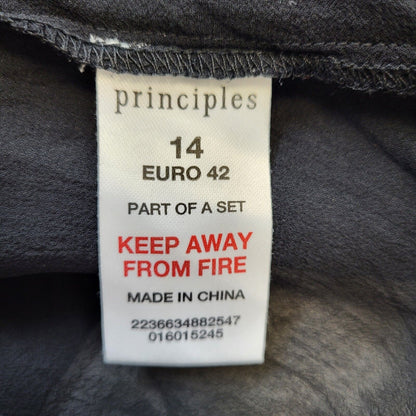 principles
14
EURO 42
PART OF A SET
KEEP AWAY
FROM FIRE
MADE IN CHINA
2236634882547
016015245